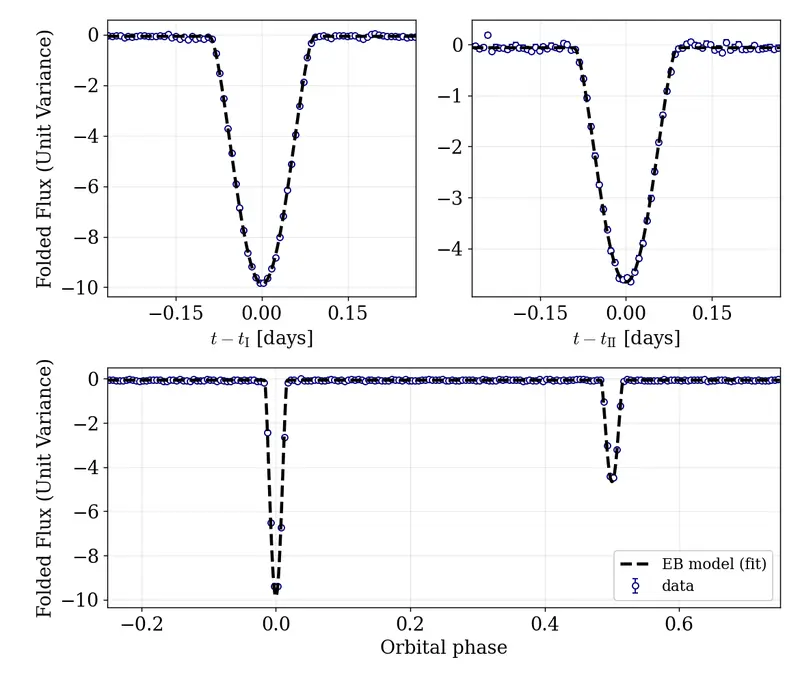 Folded Flux (Unit Variance)
0
−2
−4
−6
−8
−10
−0.15 0.00 0.15
t − tI [days]
0
−1
−2
−3
−4
−0.15 0.00 0.15
t − tII [days]
Folded Flux (Unit Variance)
0
−2
−4
−6
−8
−10
EB model (fit)
data
−0.2 0.0 0.2 0.4 0.6
Orbital phase